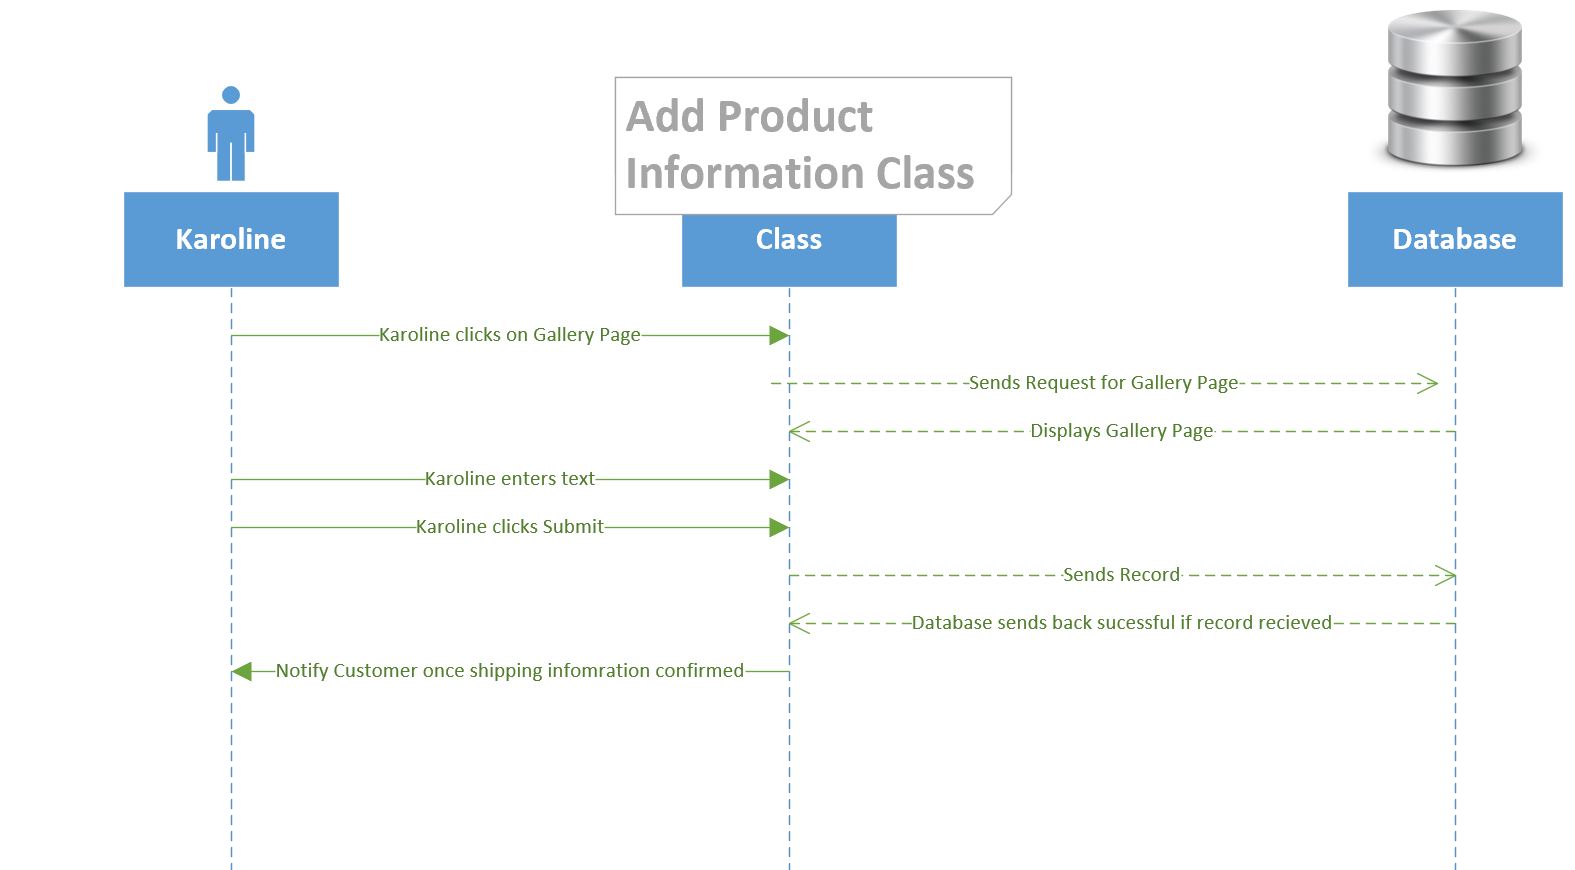 Add Product
Information Class
Karoline
Class
Database
Karoline clicks on Gallery Page
Sends Request for Gallery Page
Displays Gallery Page
Karoline enters text
Karoline clicks Submit
Sends Record
Database sends back sucessful if record recieved
Notify Customer once shipping infomration confirmed